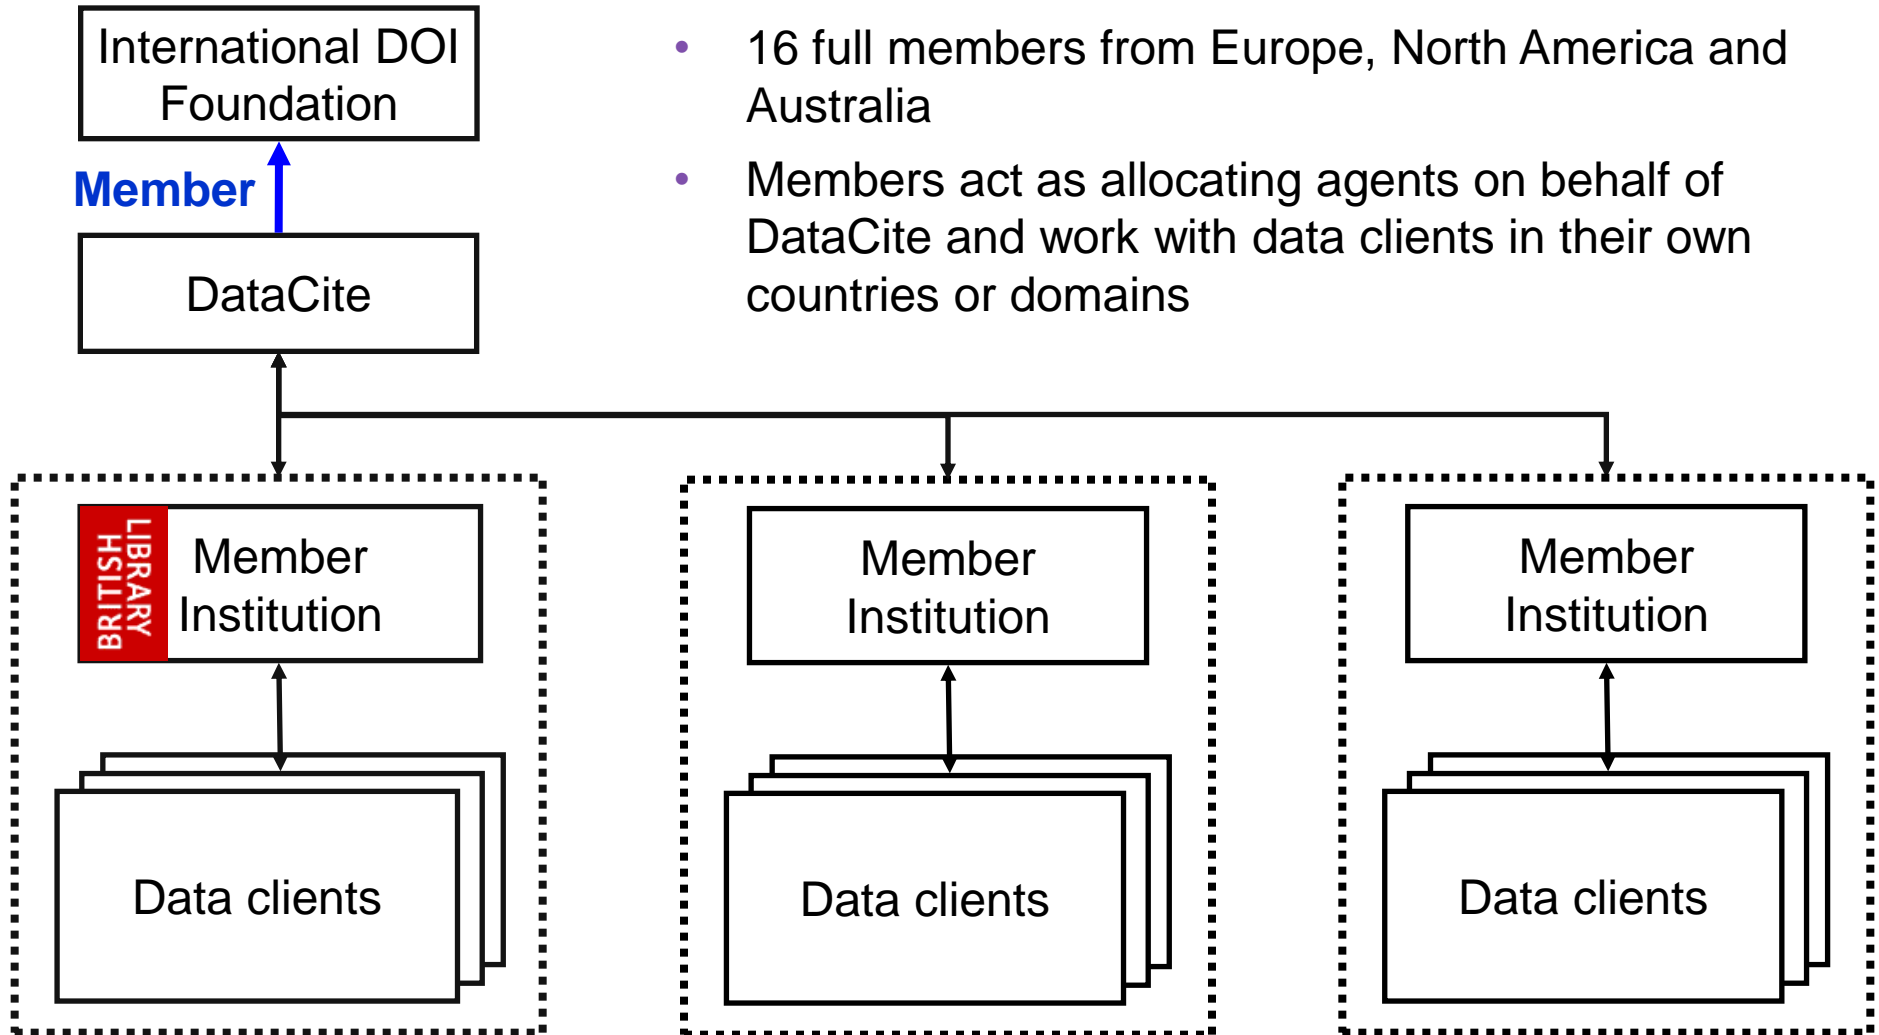 International DOI
Foundation
Member
DataCite
• 16 full members from Europe, North America and
Australia
• Members act as allocating agents on behalf of
DataCite and work with data clients in their own
countries or domains
BRITISH
LIBRARY
Member
Institution
Data clients
Member
Institution
Data clients
Member
Institution
Data clients